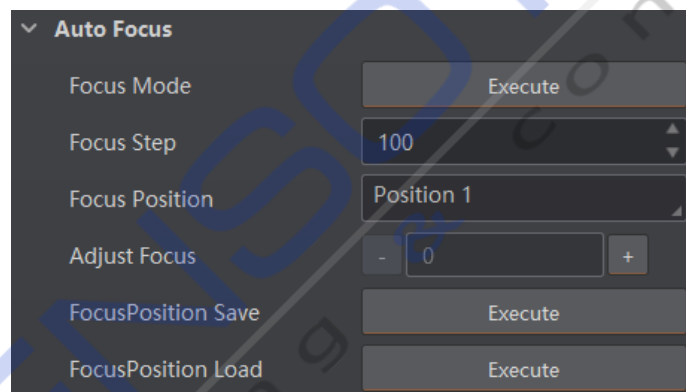 Auto Focus
Focus Mode Execute
Focus Step 100
Focus Position Position 1
Adjust Focus - 0 +
FocusPosition Save Execute
FocusPosition Load Execute